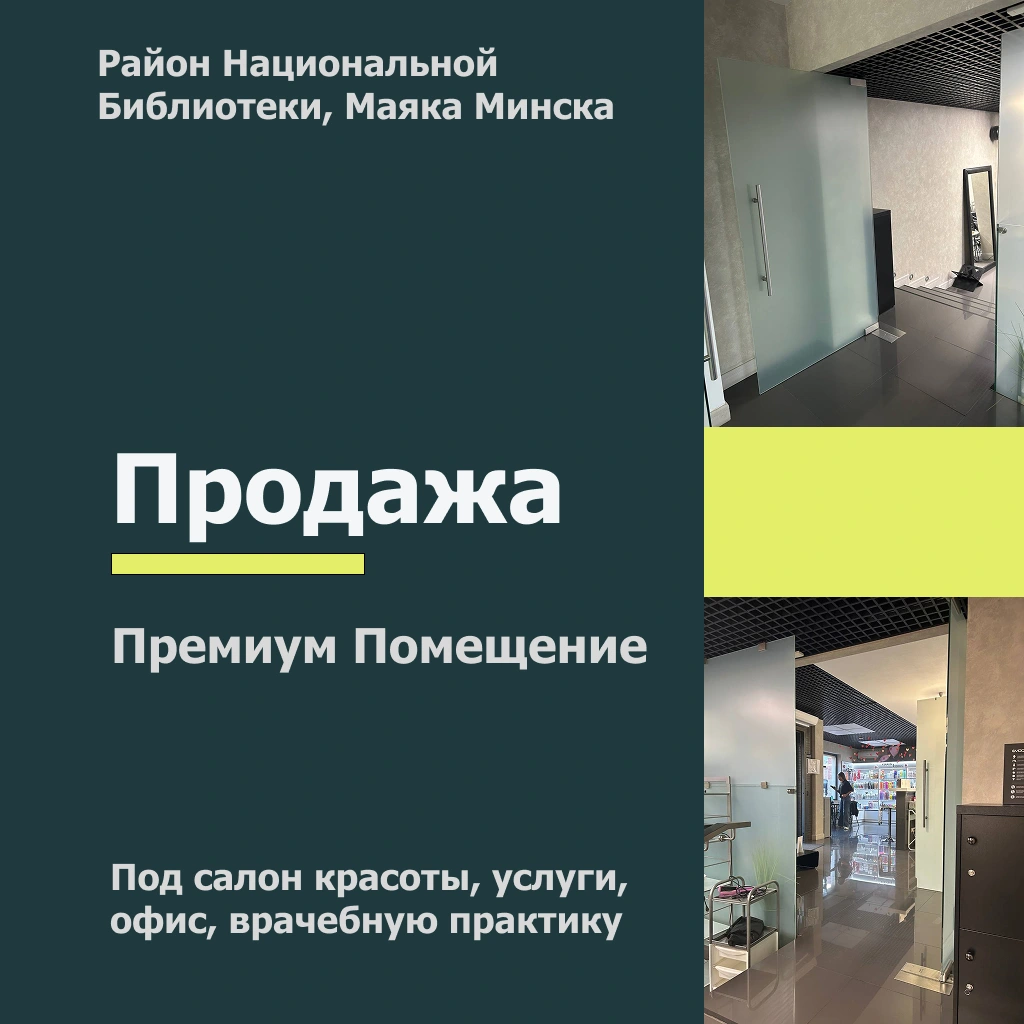 Район Национальной
Библиотеки, Маяка Минска
Продажа
Премиум Помещение
Под салон красоты, услуги,
офис, врачебную практику